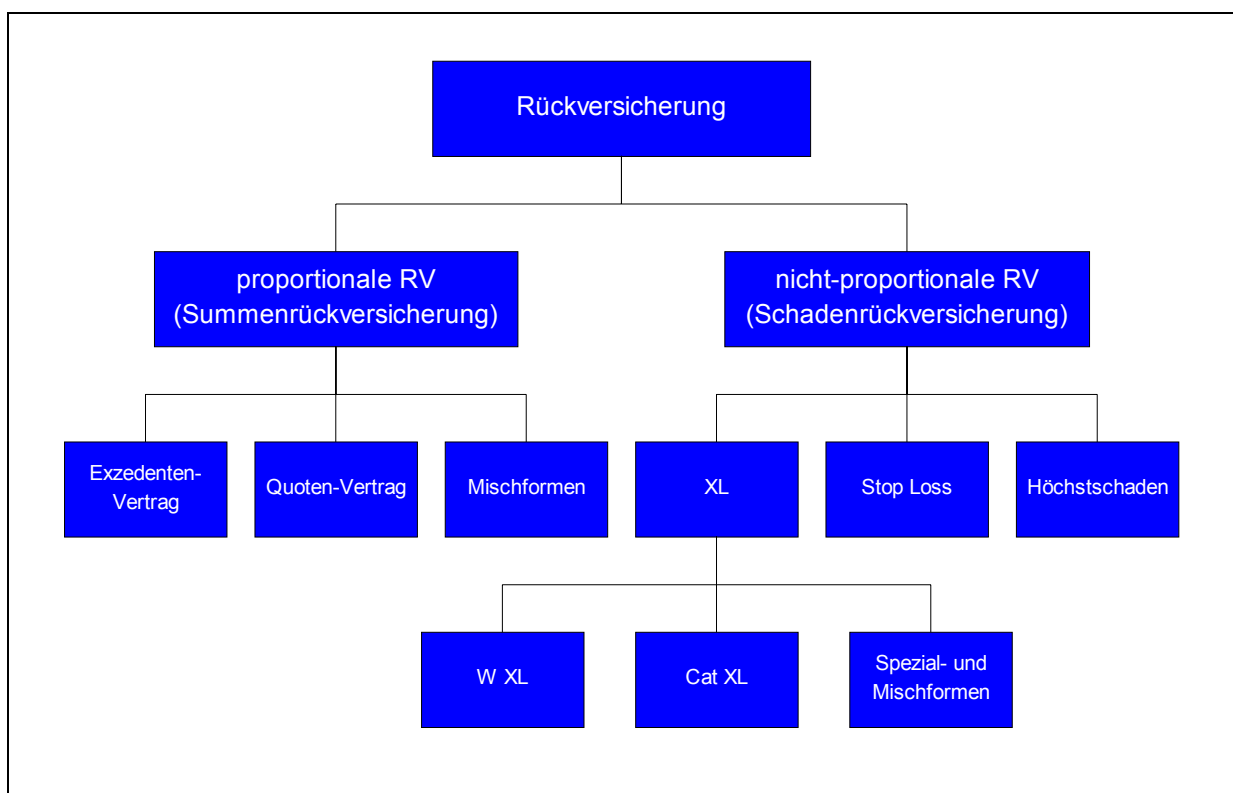 Rückversicherung
proportionale RV
(Summenrückversicherung)
nicht-proportionale RV
(Schadenrückversicherung)
Exzedenten-
Vertrag
Quoten-Vertrag
Mischformen
XL
Stop Loss
Höchstschaden
W XL
Cat XL
Spezial- und
Mischformen